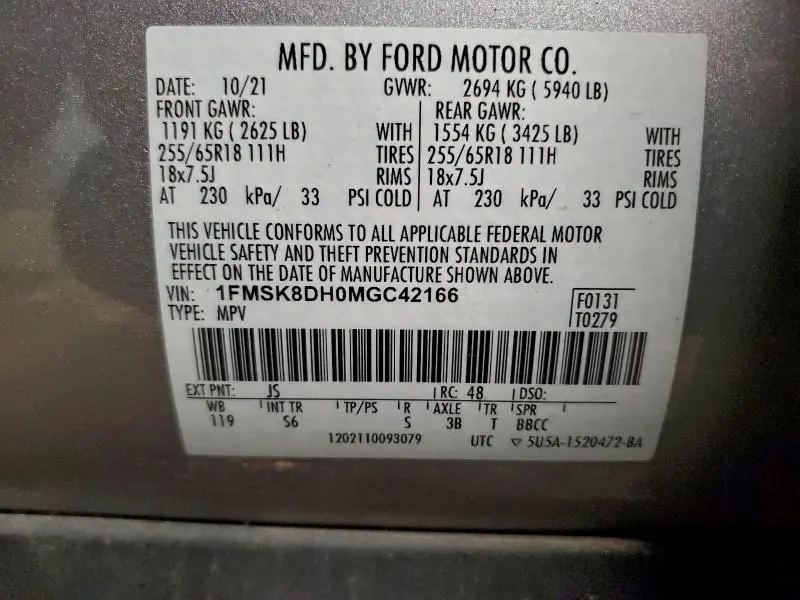 MFD. BY FORD MOTOR CO.
DATE: 10/21 GVWR: 2694 KG ( 5940 LB)
FRONT GAWR: REAR GAWR:
1191 KG ( 2625 LB) WITH 1554 KG ( 3425 LB) WITH
255/65R18 111H TIRES 255/65R18 111H TIRES
18x7.5J RIMS 18x7.5J RIMS
AT 230 kPa/ 33 PSI COLD AT 230 kPa/ 33 PSI COLD
THIS VEHICLE CONFORMS TO ALL APPLICABLE FEDERAL MOTOR
VEHICLE SAFETY AND THEFT PREVENTION STANDARDS IN
EFFECT ON THE DATE OF MANUFACTURE SHOWN ABOVE.
VIN: 1FMSK8DH0MGC42166 F0131
TYPE: MPV T0279
EXT PNT: JS RC: 48 DSO:
WB INT TR TP/PS R AXLE TR SPR
119 S6 S 3B T BBCC
1202110093079 UTC ▽ 5U5A-1520472-BA